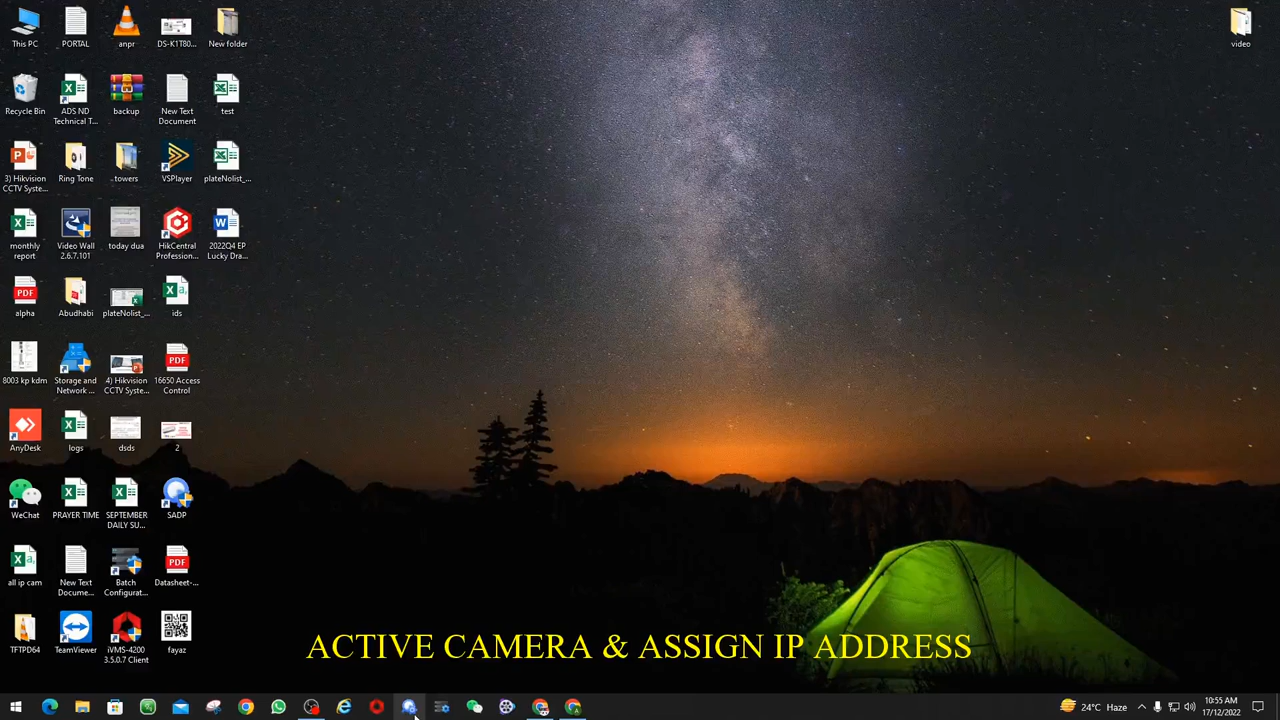 This PC
PORTAL
anpr
DS-K1T80...
New folder
video
Recycle Bin
ADS ND
Technical T...
backup
New Text
Document
test
3) Hikvision
CCTV Syste...
Ring Tone
towers
VSPlayer
plateNolist_...
monthly
report
Video Wall
2.6.7.101
today dua
HikCentral
Profession...
2022Q4 EP
Lucky Dra...
alpha
Abudhabi
plateNolist_...
ids
8003 kp kdm
Storage and
Network ...
4) Hikvision
CCTV Syste...
16650 Access
Control
AnyDesk
logs
dsds
2
WeChat
PRAYER TIME
SEPTEMBER
DAILY SU...
SADP
all ip cam
New Text
Docume...
Batch
Configurat...
Datasheet-...
TFTPD64
TeamViewer
iVMS-4200
3.5.0.7 Client
fayaz
ACTIVE CAMERA & ASSIGN IP ADDRESS
24°C Haze
10:55 AM
17/12/2022